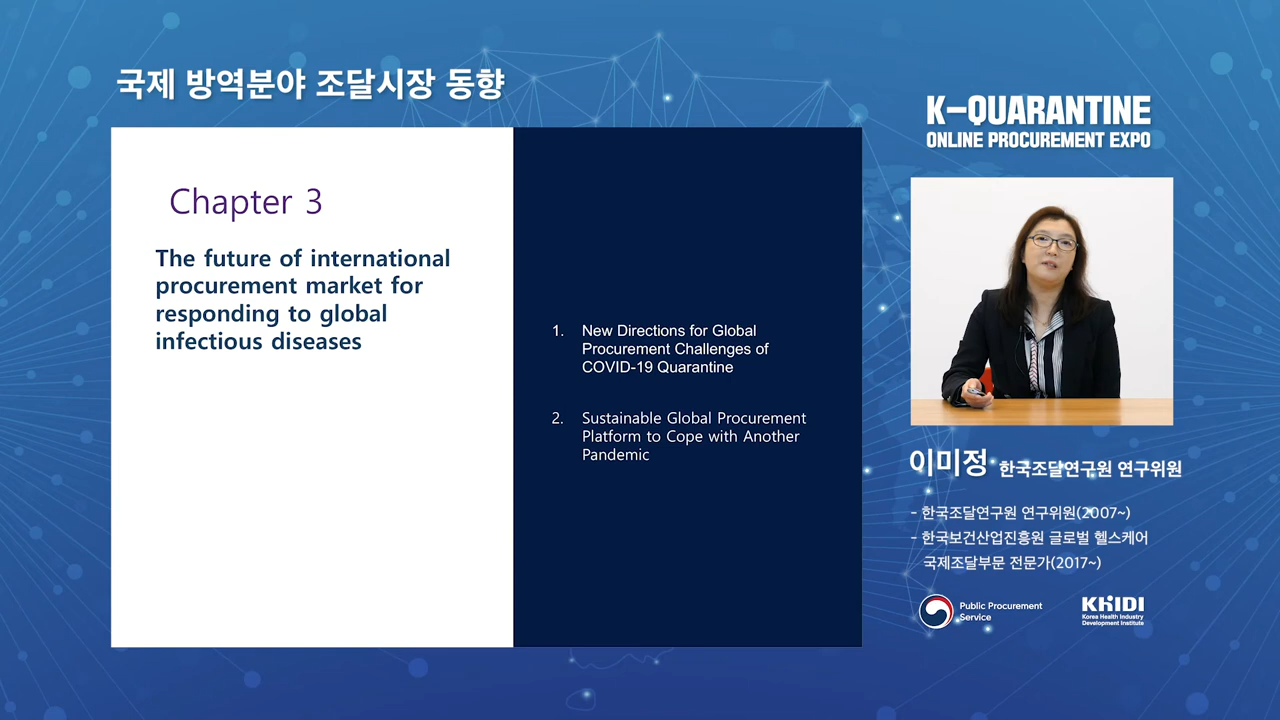 국제 방역분야 조달시장 동향
Chapter 3
The future of international
procurement market for
responding to global
infectious diseases
1. New Directions for Global
Procurement Challenges of
COVID-19 Quarantine
2. Sustainable Global Procurement
Platform to Cope with Another
Pandemic
K-QUARANTINE
ONLINE PROCUREMENT EXPO
이미정 한국조달연구원 연구위원
- 한국조달연구원 연구위원(2007~)
- 한국보건산업진흥원 글로벌 헬스케어
국제조달부문 전문가(2017~)
Public Procurement
Service
KHIDI
Korea Health Industry
Development Institute